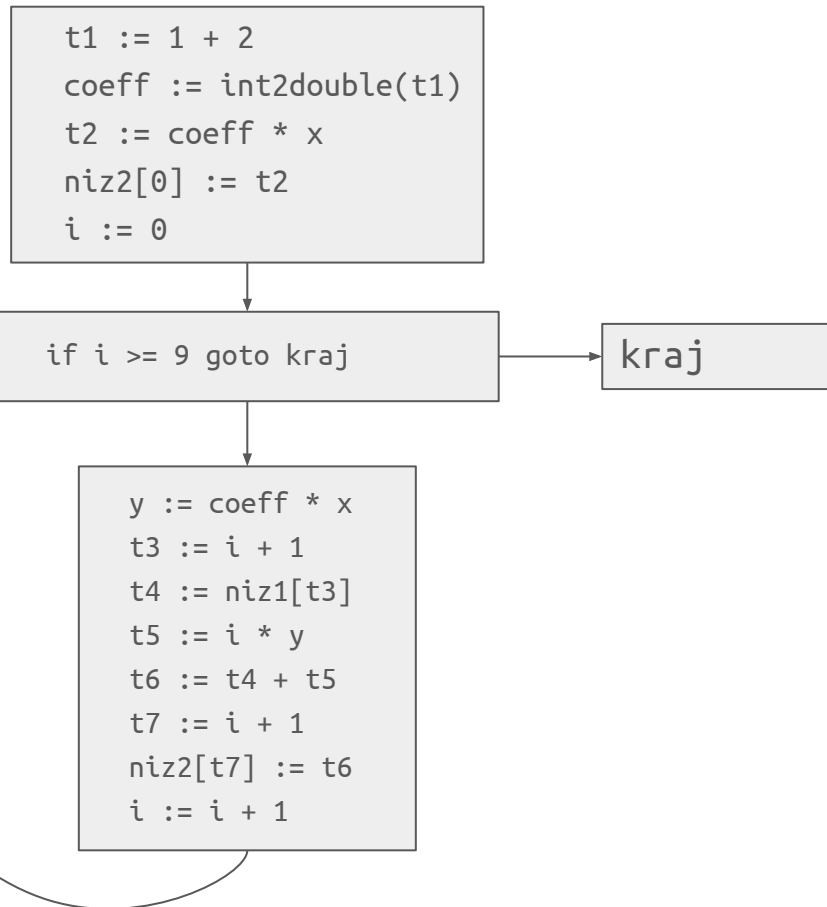 t1 := 1 + 2
coeff := int2double(t1)
t2 := coeff * x
niz2[0] := t2
i := 0
if i >= 9 goto kraj
kraj
y := coeff * x
t3 := i + 1
t4 := niz1[t3]
t5 := i * y
t6 := t4 + t5
t7 := i + 1
niz2[t7] := t6
i := i + 1